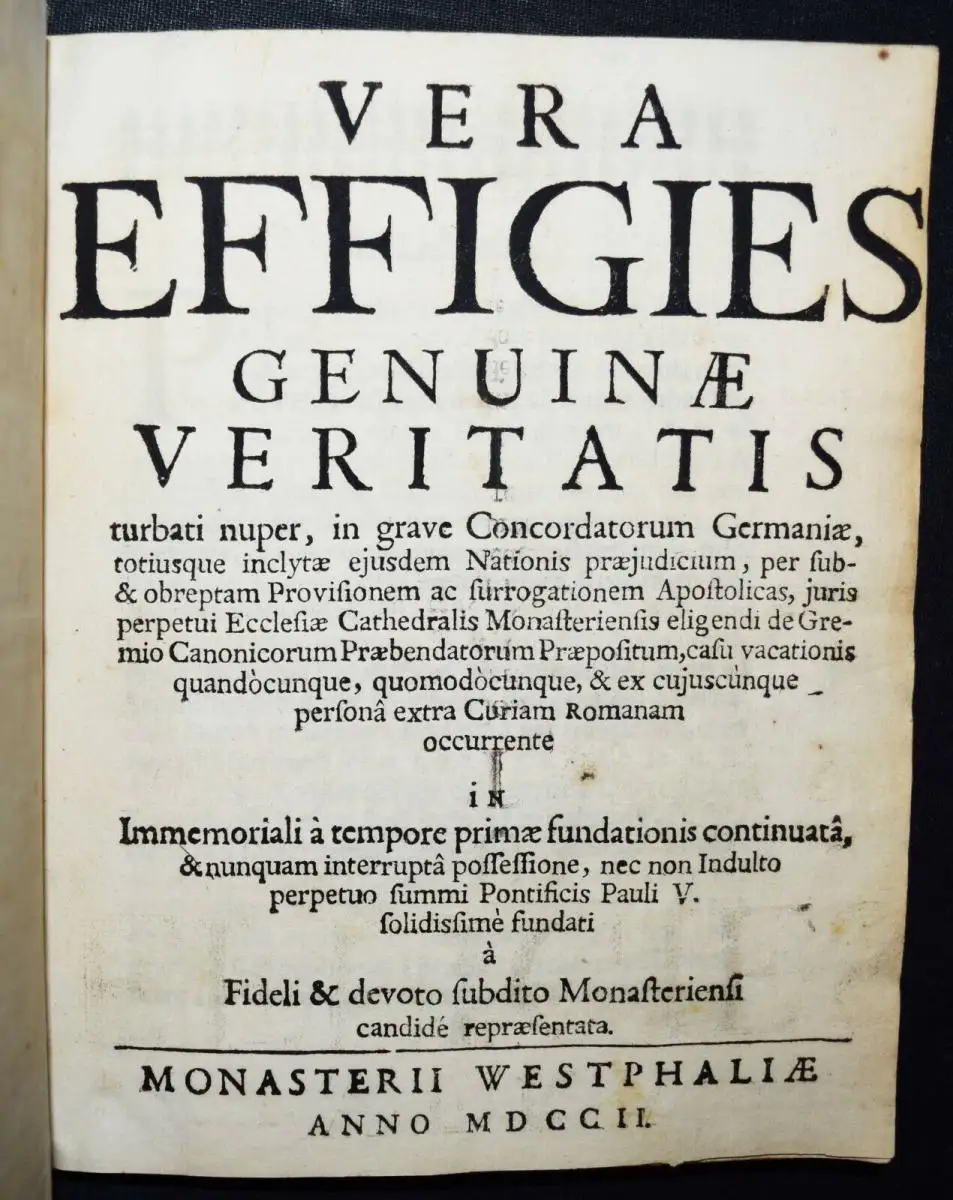 VERA
EFFIGIES
GENUINÆ
VERITATIS
turbati nuper, in grave Concordatorum Germaniæ,
totiusque inclytæ ejusdem Nationis præjudicium, per ſub-
& obreptam Proviſionem ac ſurrogationem Apoſtolicas, juris
perpetui Eccleſiæ Cathedralis Monaſterienſis eligendi de Gre-
mio Canonicorum Præbendatorum Præpoſitum, caſu vacationis
quandòcunque, quomodòcunque, & ex cujuscùnque
perſonâ extra Curiam Romanam
occurrente
iN
Immemoriali à tempore primæ fundationis continuatâ,
& nunquam interruptâ poſſeſſione, nec non Indulto
perpetuo ſummi Pontificis Pauli V.
ſolidisſimè fundati
à
Fideli & devoto ſubdito Monaſterienſi
candidé repræſentata.
MONASTERII WESTPHALIÆ
ANNO MDCCII.